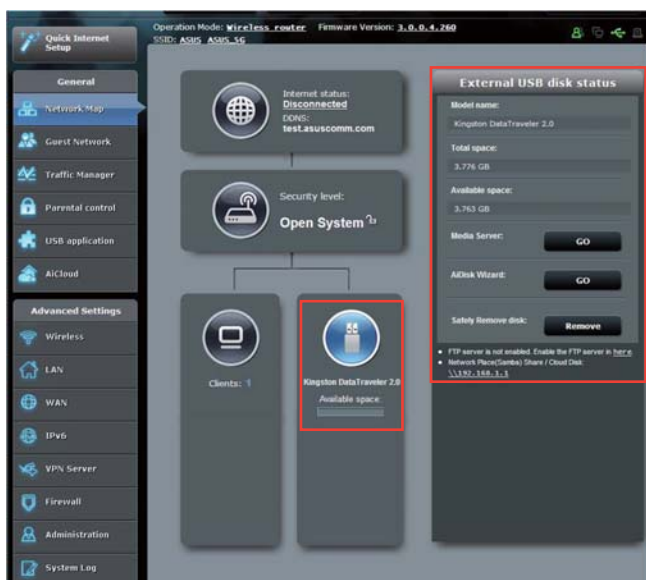 Quick Internet
Setup
Operation Mode: Wireless router Firmware Version: 3.0.0.4.260
SSID: ASUS ASUS_5G
General
Network Map
Guest Network
Traffic Manager
Parental control
USB application
AiCloud
Advanced Settings
Wireless
LAN
WAN
IPv6
VPN Server
Firewall
Administration
System Log
Internet status:
Disconnected
DDNS:
test.asuscomm.com
Security level:
Open System
Clients: 1
Kingston DataTraveler 2.0
Available space:
External USB disk status
Model name:
Kingston DataTraveler 2.0
Total space:
3.776 GB
Available space:
3.763 GB
Media Server:
GO
AiDisk Wizard:
GO
Safely Remove disk:
Remove
• FTP server is not enabled. Enable the FTP server in here
• Network Place(Samba) Share / Cloud Disk:
\\192.168.1.1